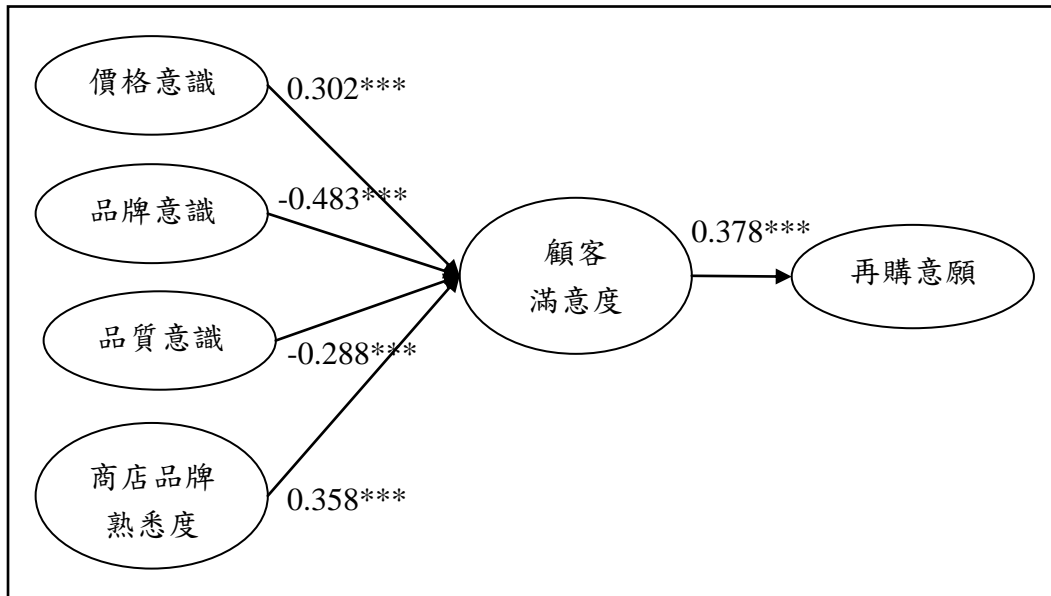 價格意識
0.302***
品牌意識
-0.483***
品質意識
-0.288***
商店品牌
熟悉度
0.358***
顧客
滿意度
0.378***
再購意願